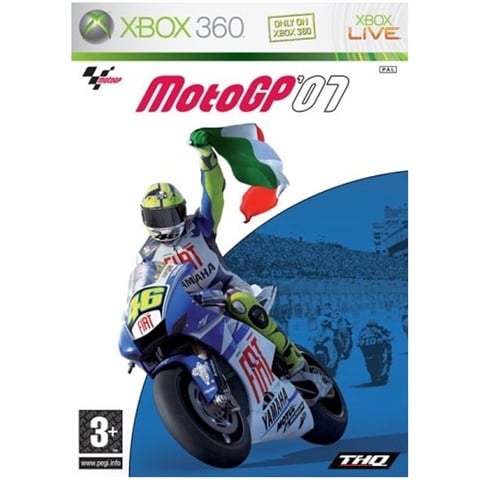 XBOX 360
ONLY ON
XBOX 360
XBOX
LIVE
PAL
motoGP
MotoGP'07
FIAT
YAMAHA
46
FIAT
FIAT
YAMAHA
3+
www.pegi.info
THQ